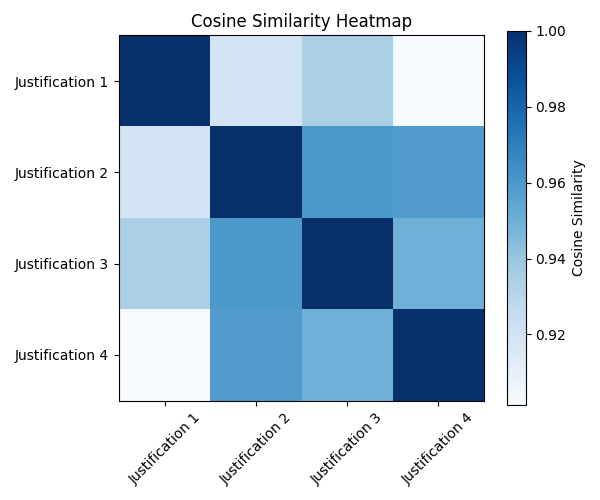 Cosine Similarity Heatmap
Justification 1
Justification 2
Justification 3
Justification 4
Justification 1
Justification 2
Justification 3
Justification 4
1.00
0.98
0.96
0.94
0.92
Cosine Similarity